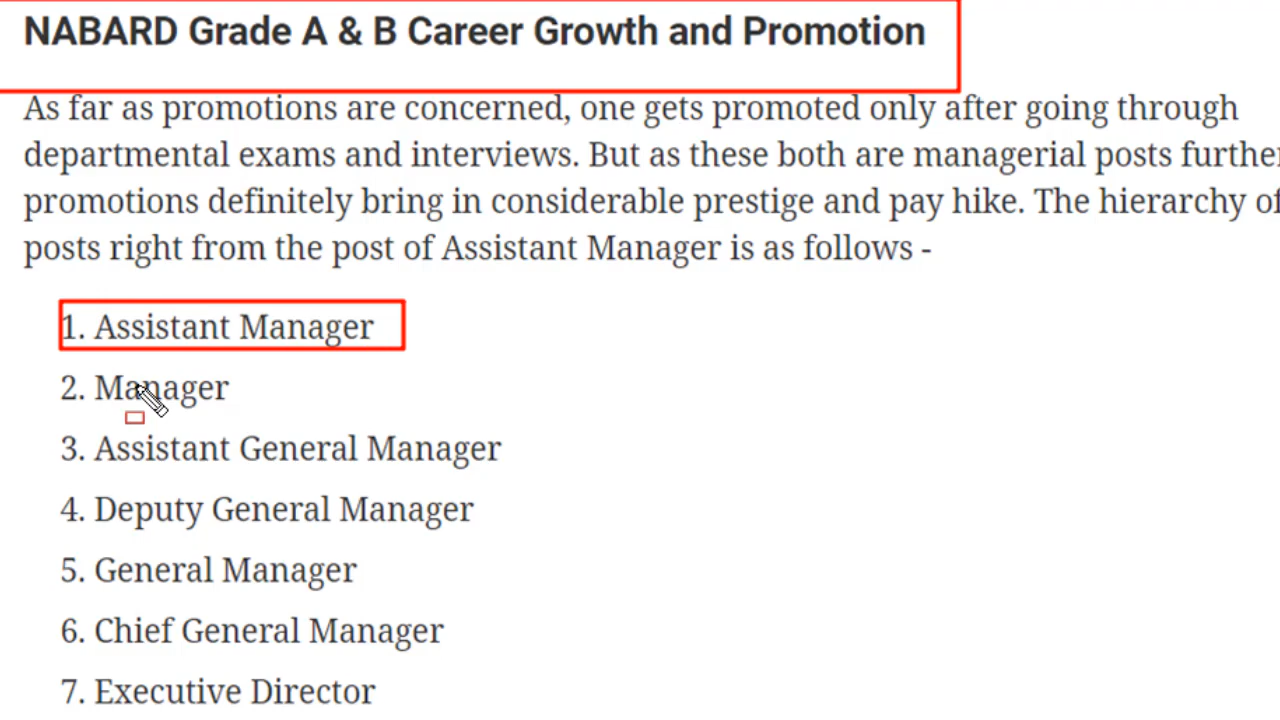 NABARD Grade A & B Career Growth and Promotion
As far as promotions are concerned, one gets promoted only after going through
departmental exams and interviews. But as these both are managerial posts further
promotions definitely bring in considerable prestige and pay hike. The hierarchy of
posts right from the post of Assistant Manager is as follows -
1. Assistant Manager
2. Manager
3. Assistant General Manager
4. Deputy General Manager
5. General Manager
6. Chief General Manager
7. Executive Director